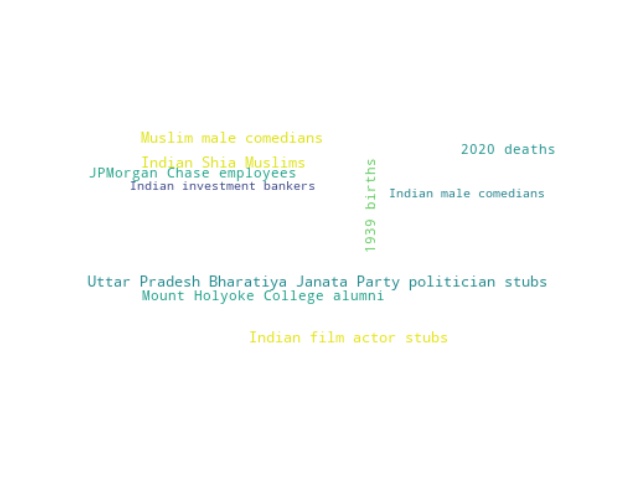 Muslim male comedians
2020 deaths
Indian Shia Muslims
JPMorgan Chase employees
Indian investment bankers
1939 births
Indian male comedians
Uttar Pradesh Bharatiya Janata Party politician stubs
Mount Holyoke College alumni
Indian film actor stubs